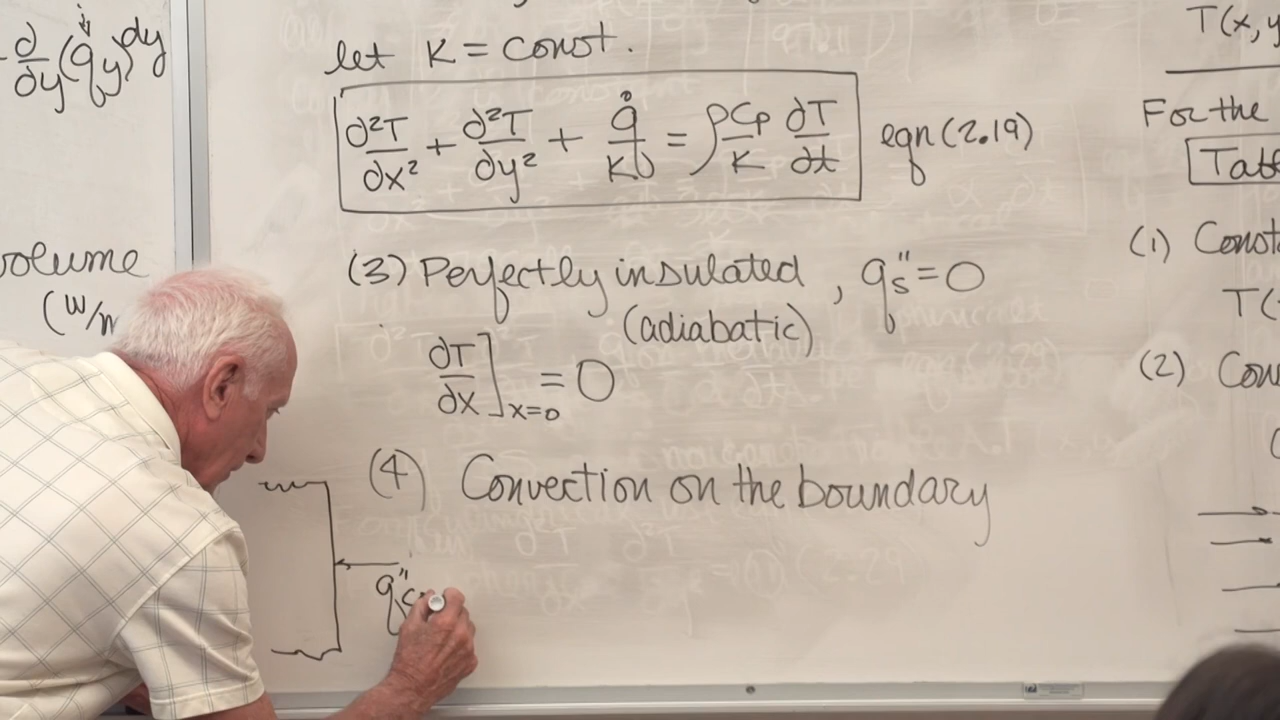 ∂/∂y (q̇y) dy
volume
(W/m
let K = const.
∂²T/∂x² + ∂²T/∂y² + q̇/K = ρCp/K ∂T/∂t eqn (2.19)
(3) Perfectly insulated, q"s = 0
(adiabatic)
∂T/∂x]x=0 = 0
(4) Convection on the boundary
q"c
T(x, y
For the
Tab
(1) Const
T(
(2) Con